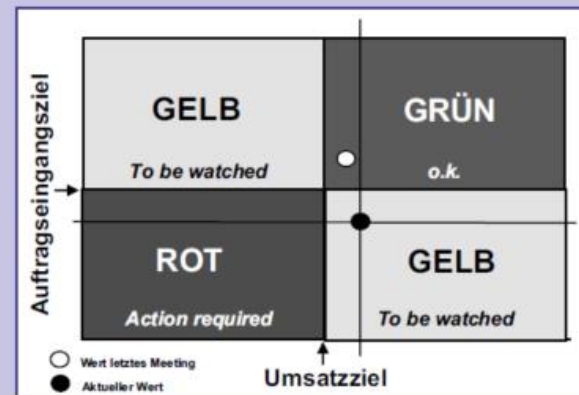 GELB
GRÜN
To be watched
o.k.
Auftragseingangsziel
ROT
GELB
Action required
To be watched
Wert letztes Meeting
Umsatzziel
Aktueller Wert